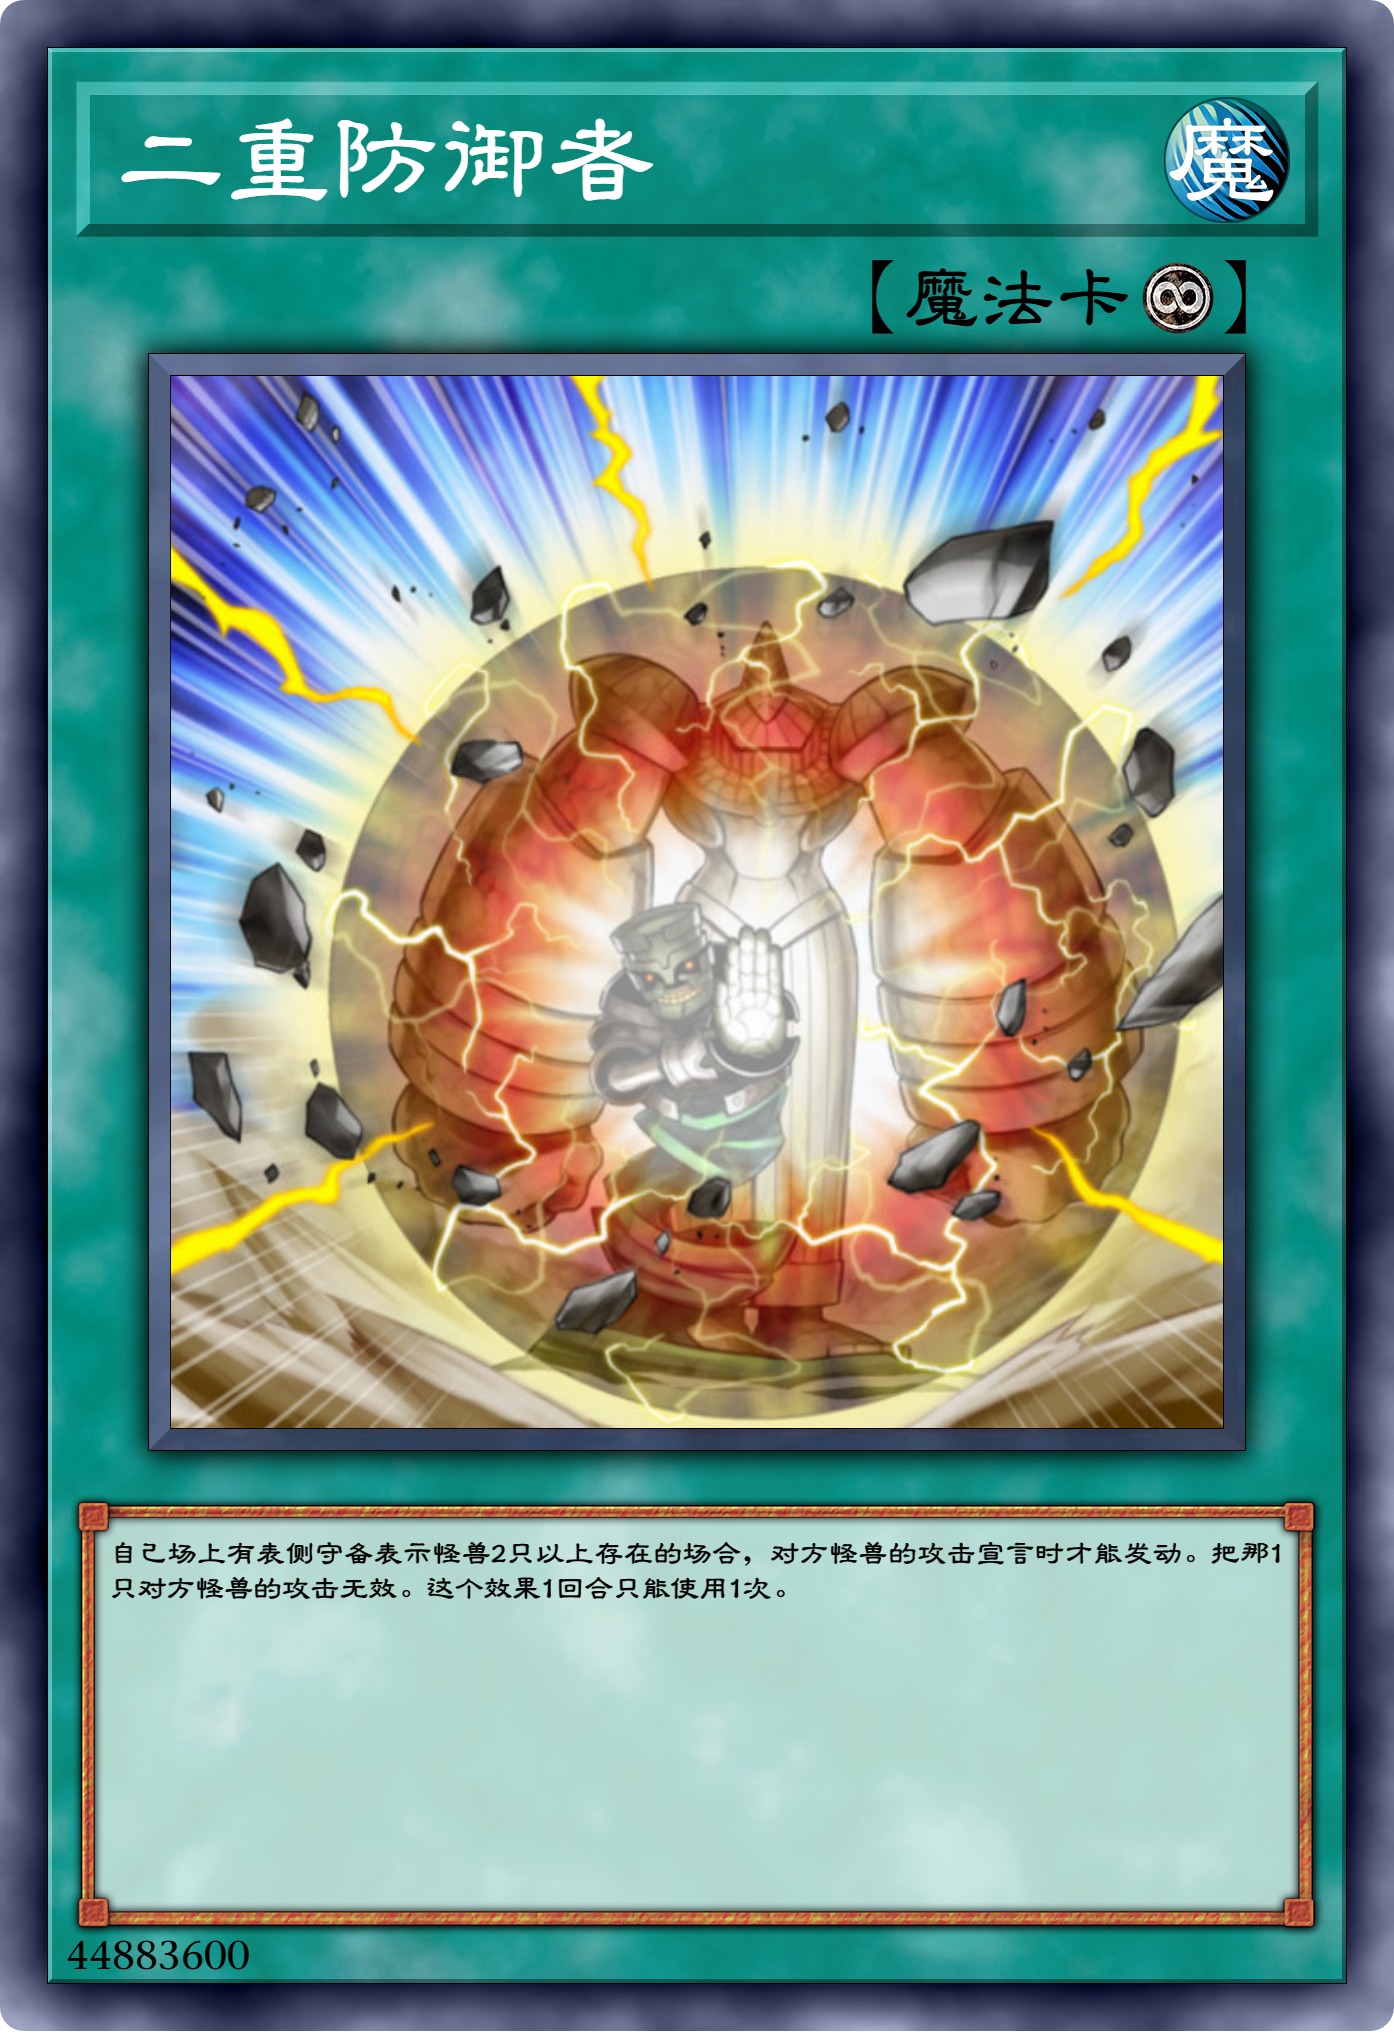 二重防御者
魔
【魔法卡♾】
自己场上有表侧守备表示怪兽2只以上存在的场合，对方怪兽的攻击宣言时才能发动。把那1
只对方怪兽的攻击无效。这个效果1回合只能使用1次。
44883600